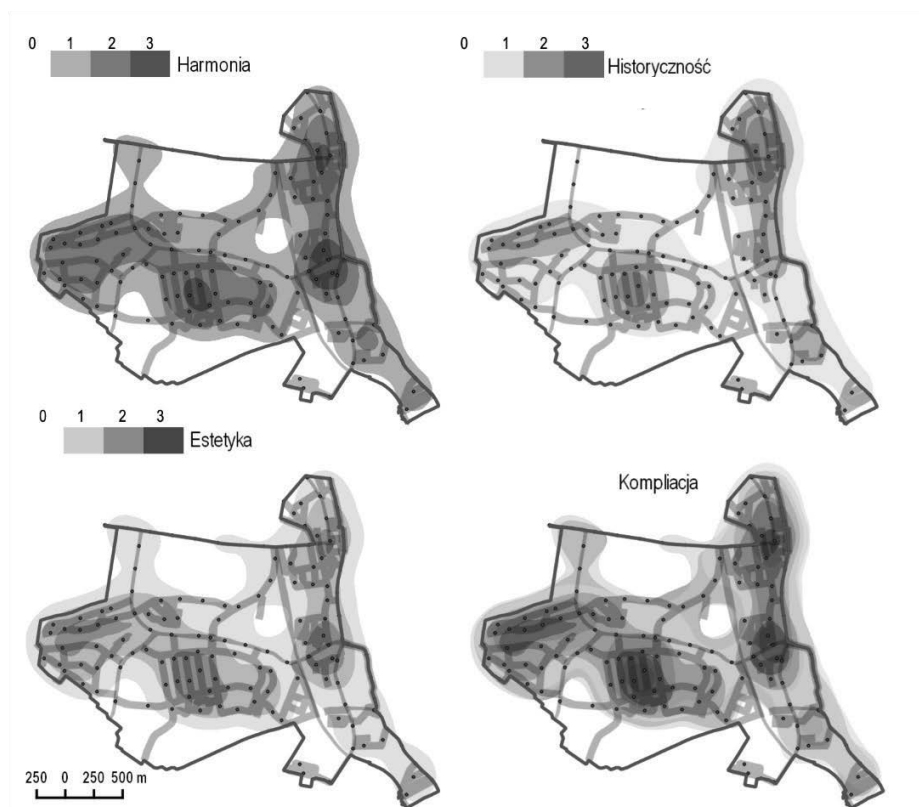 0 1 2 3
Harmonia
0 1 2 3
Historyczność
0 1 2 3
Estetyka
Kompliacja
250 0 250 500 m